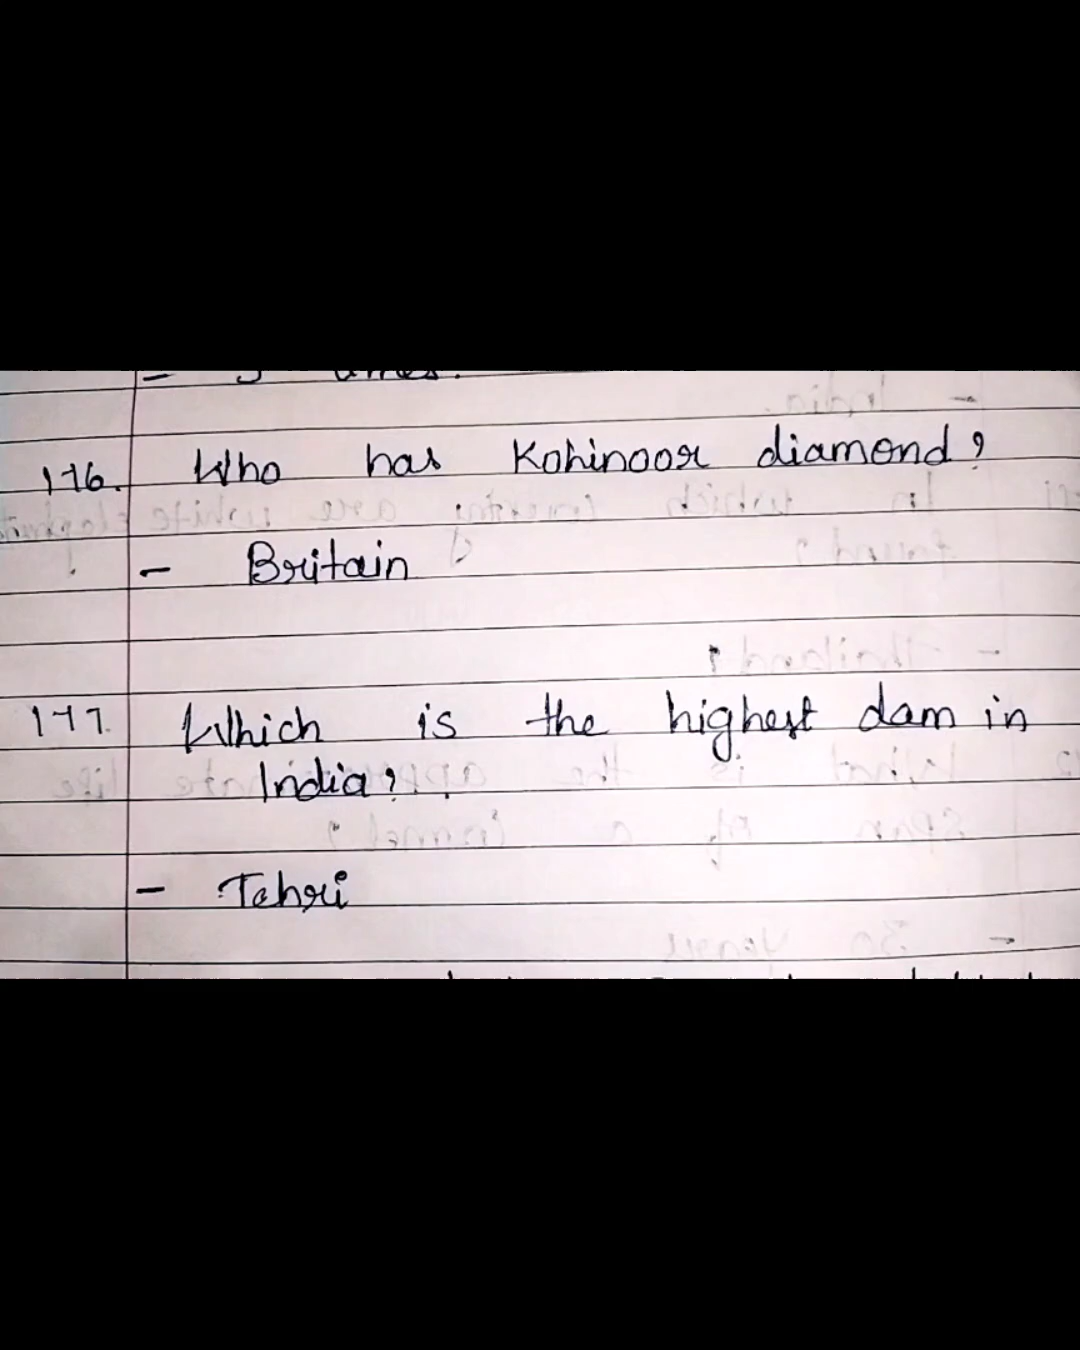 176. Who has Kohinoor diamond?
- Britain
177. Which is the highest dam in
India?
- Tehri